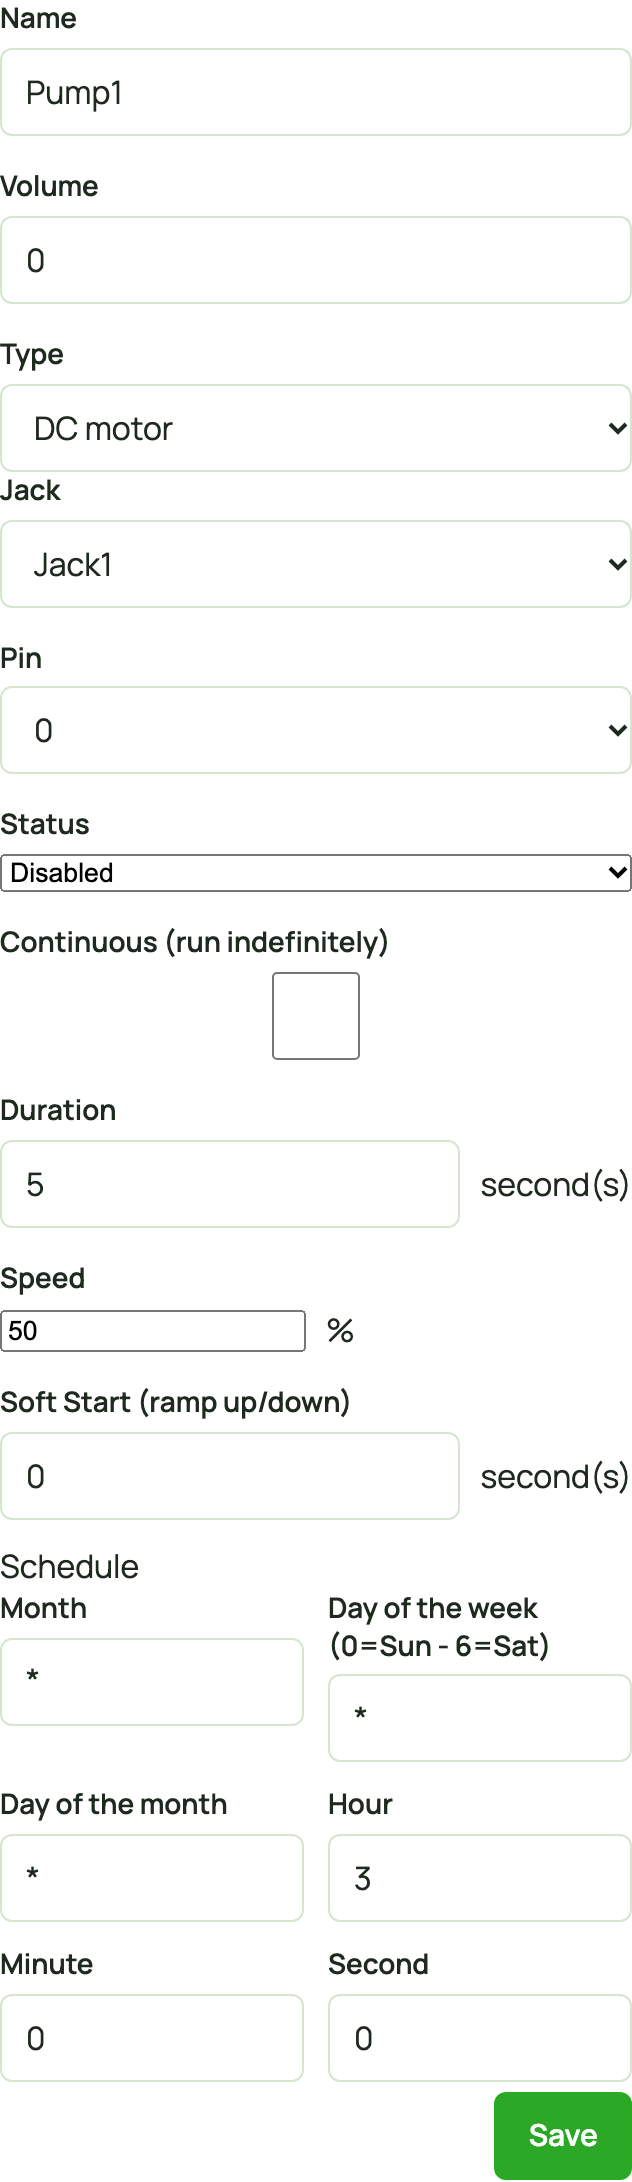 Name
Pump1
Volume
0
Type
DC motor
Jack
Jack1
Pin
0
Status
Disabled
Continuous (run indefinitely)
Duration
5 second(s)
Speed
50 %
Soft Start (ramp up/down)
0 second(s)
Schedule
Month
*
Day of the week
(0=Sun - 6=Sat)
*
Day of the month
*
Hour
3
Minute
0
Second
0
Save